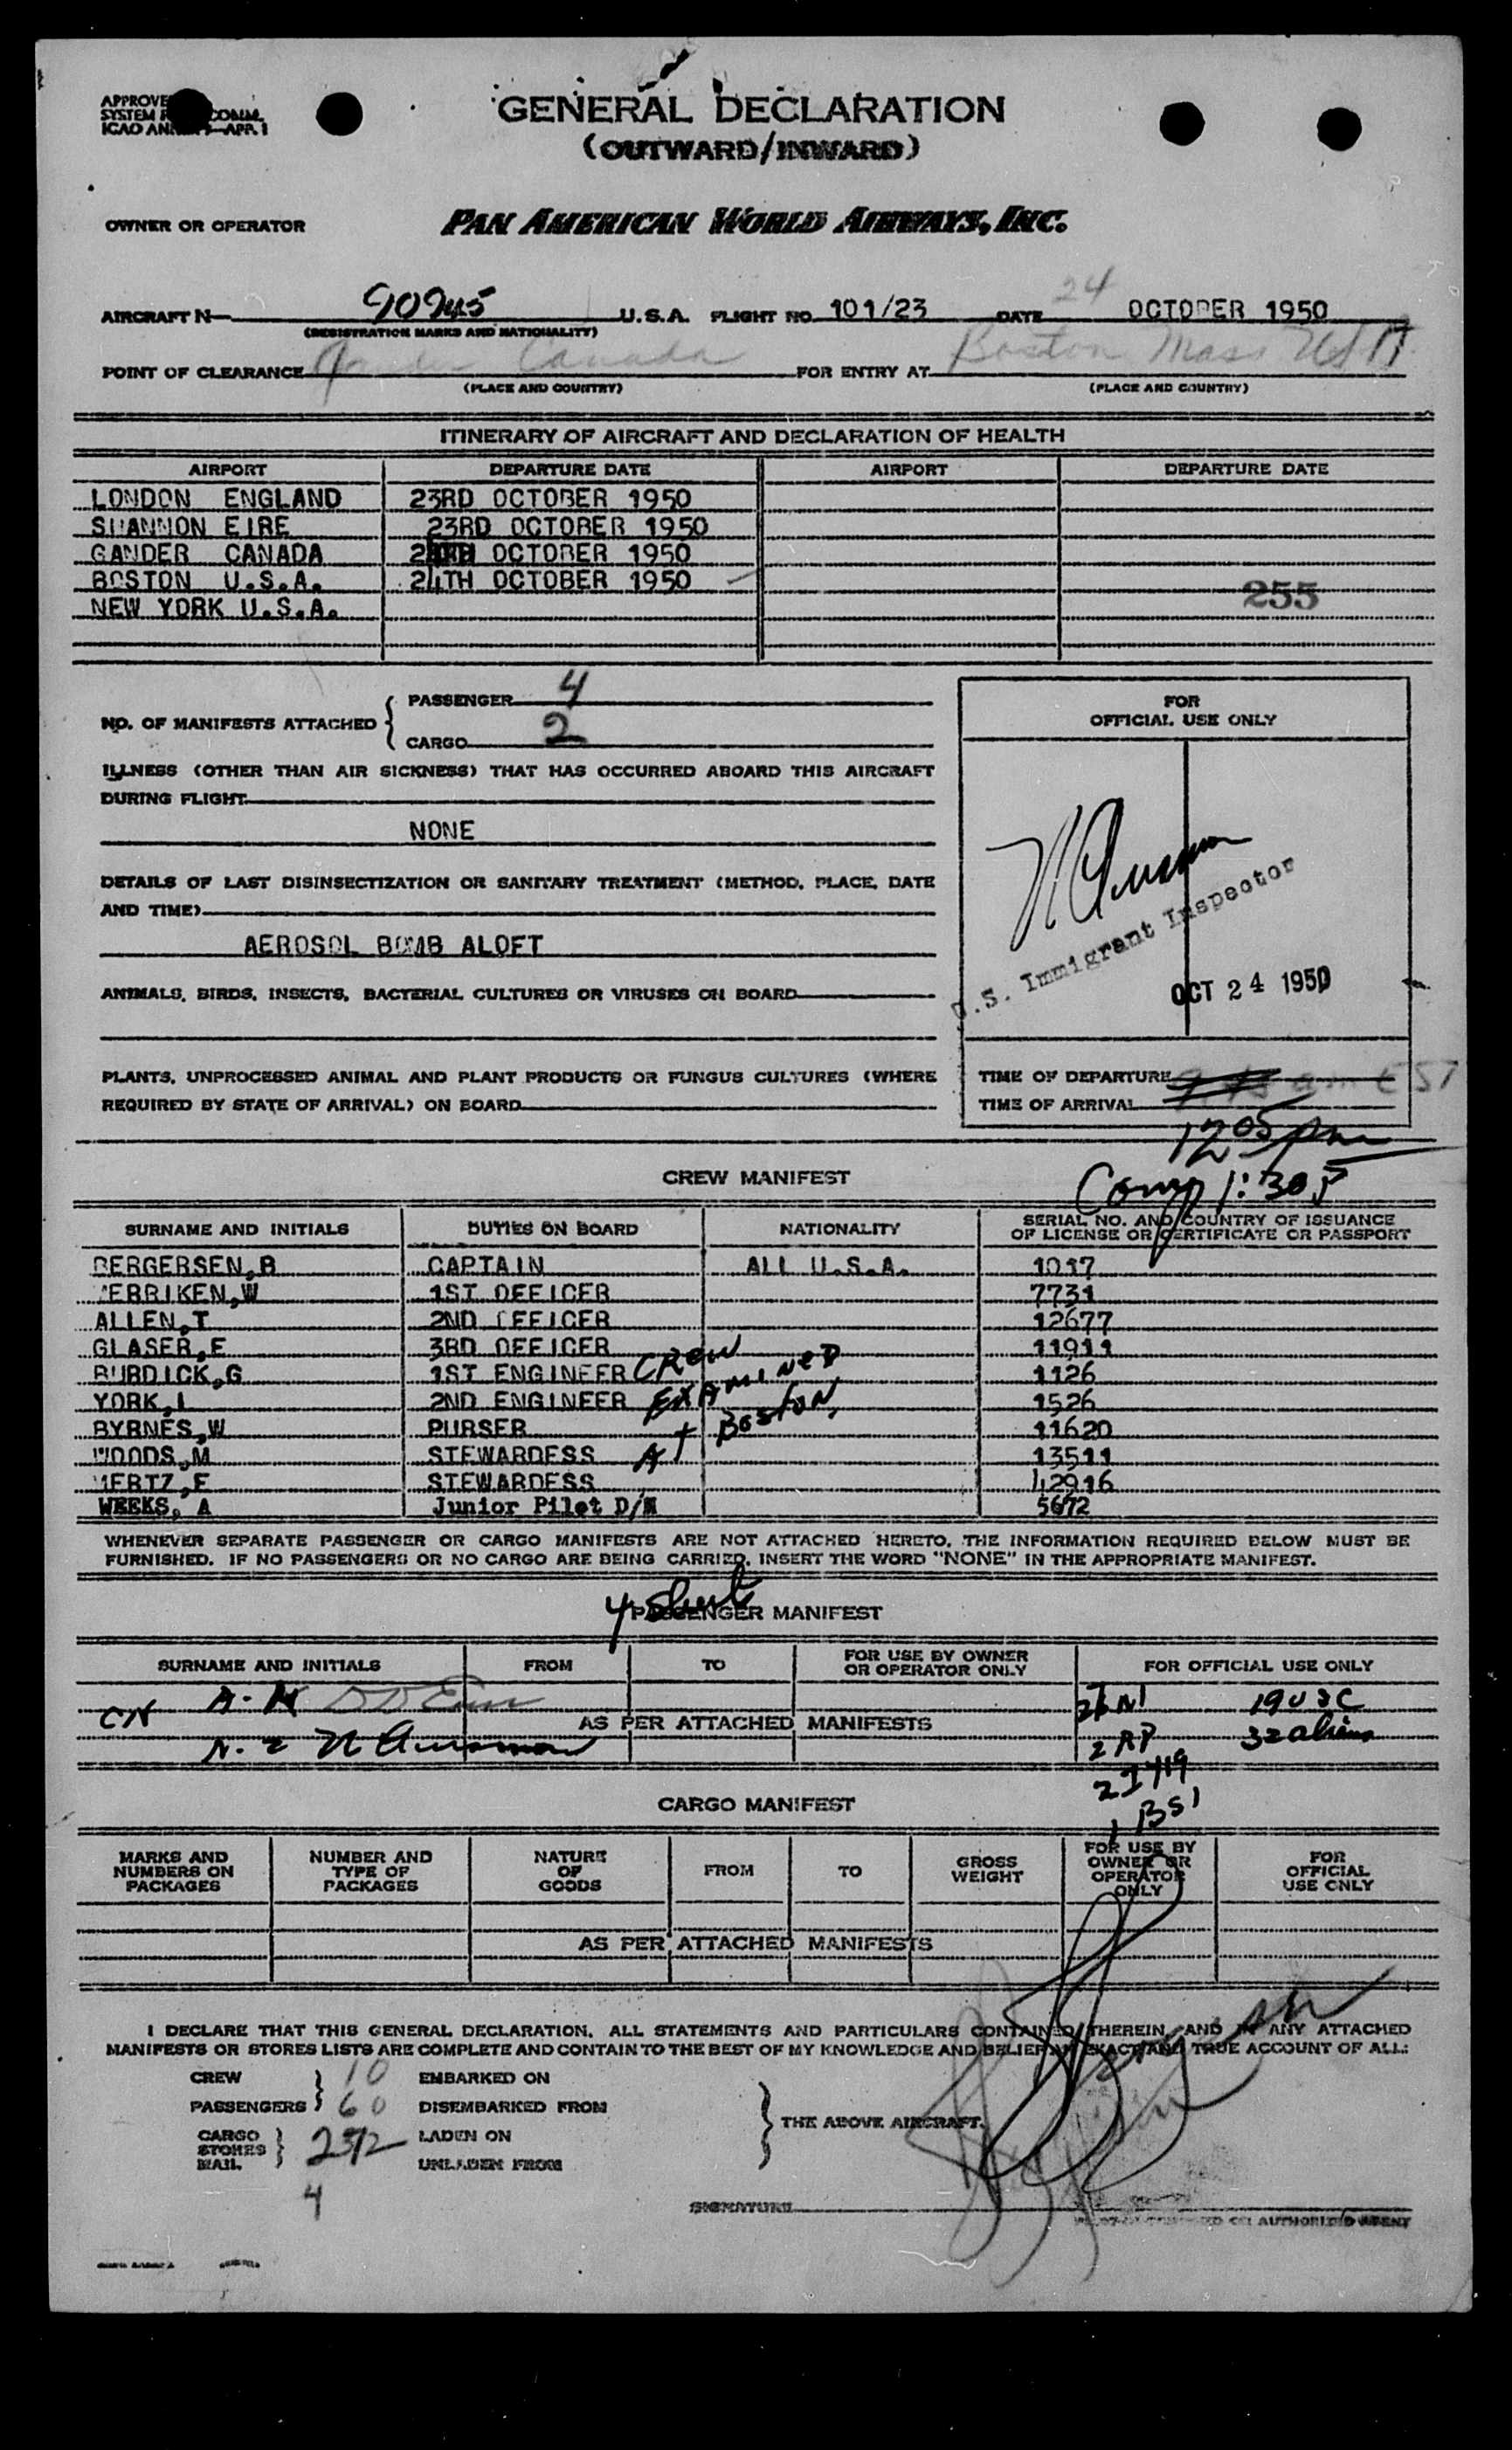 GENERAL DECLARATION
(OUTWARD/INWARD)
OWNER OR OPERATOR PAN AMERICAN WORLD AIRWAYS, INC.
AIRCRAFT N— 90945 U.S.A. FLIGHT NO. 101/23 DATE 24 OCTOBER 1950
(REGISTRATION MARKS AND NATIONALITY)
POINT OF CLEARANCE Gander Canada FOR ENTRY AT Boston Mass USA
(PLACE AND COUNTRY) (PLACE AND COUNTRY)
ITINERARY OF AIRCRAFT AND DECLARATION OF HEALTH
AIRPORT DEPARTURE DATE AIRPORT DEPARTURE DATE
LONDON ENGLAND 23RD OCTOBER 1950
SHANNON EIRE 23RD OCTOBER 1950
GANDER CANADA OCTOBER 1950
BOSTON U.S.A. 24TH OCTOBER 1950
255
NEW YORK U.S.A.
NO. OF MANIFESTS ATTACHED
PASSENGER 4
CARGO 2
FOR
OFFICIAL USE ONLY
ILLNESS (OTHER THAN AIR SICKNESS) THAT HAS OCCURRED ABOARD THIS AIRCRAFT
DURING FLIGHT
NONE
DETAILS OF LAST DISINSECTIZATION OR SANITARY TREATMENT (METHOD, PLACE, DATE
AND TIME)
AEROSOL BOMB ALOFT
U.S. Immigrant Inspector
OCT 24 1950
ANIMALS, BIRDS, INSECTS, BACTERIAL CULTURES OR VIRUSES ON BOARD
PLANTS, UNPROCESSED ANIMAL AND PLANT PRODUCTS OR FUNGUS CULTURES (WHERE
REQUIRED BY STATE OF ARRIVAL) ON BOARD
TIME OF DEPARTURE am EST
TIME OF ARRIVAL
1205 pm
Comp 1:30 P
CREW MANIFEST
SURNAME AND INITIALS DUTIES ON BOARD NATIONALITY SERIAL NO. AND COUNTRY OF ISSUANCE
OF LICENSE OR CERTIFICATE OR PASSPORT
BERGERSEN,B CAPTAIN ALL U.S.A. 1017
1ST OFFICER 7731
ALLEN,T 2ND OFFICER 12677
GLASER,E 3RD OFFICER 11911
BURDICK,G 1ST ENGINEER 1126
YORK,L 2ND ENGINEER 1526
BYRNES,W PURSER 11620
WOODS,M STEWARDESS 13511
MERTZ,E STEWARDESS 42916
WEEKS, A Junior Pilot D/N 5672
CREW
EXAMINED
AT BOSTON
WHENEVER SEPARATE PASSENGER OR CARGO MANIFESTS ARE NOT ATTACHED HERETO, THE INFORMATION REQUIRED BELOW MUST BE
FURNISHED. IF NO PASSENGERS OR NO CARGO ARE BEING CARRIED, INSERT THE WORD "NONE" IN THE APPROPRIATE MANIFEST.
4 PASSENGER MANIFEST
SURNAME AND INITIALS FROM TO FOR USE BY OWNER
OR OPERATOR ONLY FOR OFFICIAL USE ONLY
19 USC
AS PER ATTACHED MANIFESTS
2 RP 32 aliens
CARGO MANIFEST
MARKS AND
NUMBERS ON
PACKAGES
NUMBER AND
TYPE OF
PACKAGES
NATURE
OF
GOODS
FROM
TO
GROSS
WEIGHT
FOR USE BY
OWNER OR
OPERATOR
ONLY
FOR
OFFICIAL
USE ONLY
AS PER ATTACHED MANIFESTS
I DECLARE THAT THIS GENERAL DECLARATION, ALL STATEMENTS AND PARTICULARS CONTAINED THEREIN, AND IN ANY ATTACHED
MANIFESTS OR STORES LISTS ARE COMPLETE AND CONTAIN TO THE BEST OF MY KNOWLEDGE AND BELIEF AN EXACT AND TRUE ACCOUNT OF ALL:
CREW 10 EMBARKED ON
PASSENGERS 60 DISEMBARKED FROM
THE ABOVE AIRCRAFT.
CARGO LADEN ON
STORES
MAIL UNLADEN FROM
4
SIGNATURE
AUTHORIZED AGENT